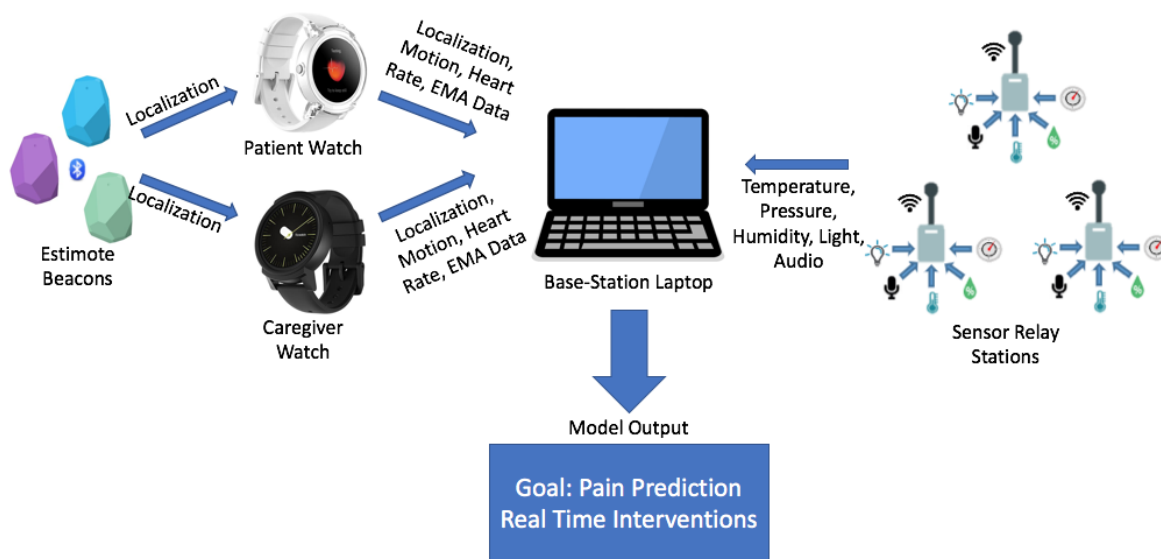 Localization
Localization
Estimote
Beacons
Patient Watch
Caregiver
Watch
Localization,
Motion, Heart
Rate, EMA Data
Localization,
Motion, Heart
Rate, EMA Data
Base-Station Laptop
Temperature,
Pressure,
Humidity, Light,
Audio
%
%
%
Sensor Relay
Stations
Model Output
Goal: Pain Prediction
Real Time Interventions